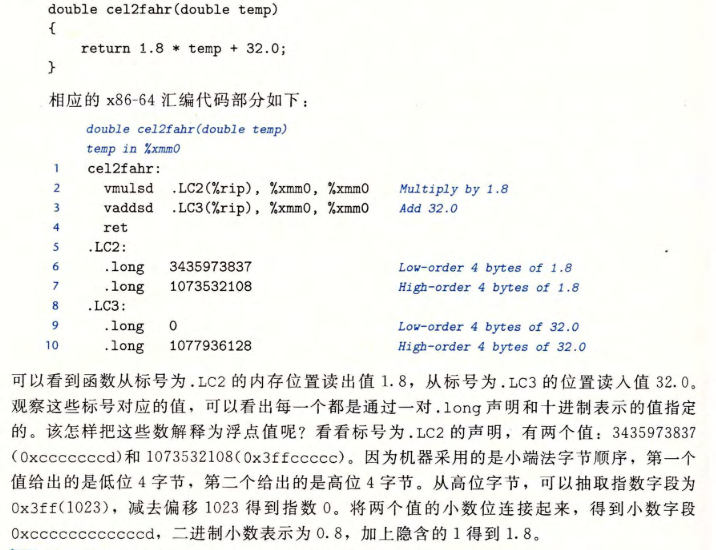 double cel2fahr(double temp)
{
return 1.8 * temp + 32.0;
}
相应的 x86-64 汇编代码部分如下：
double cel2fahr(double temp)
temp in %xmm0
1 cel2fahr:
2 vmulsd .LC2(%rip), %xmm0, %xmm0 Multiply by 1.8
3 vaddsd .LC3(%rip), %xmm0, %xmm0 Add 32.0
4 ret
5 .LC2:
6 .long 3435973837 Low-order 4 bytes of 1.8
7 .long 1073532108 High-order 4 bytes of 1.8
8 .LC3:
9 .long 0 Low-order 4 bytes of 32.0
10 .long 1077936128 High-order 4 bytes of 32.0
可以看到函数从标号为.LC2 的内存位置读出值 1.8，从标号为.LC3 的位置读入值 32.0。
观察这些标号对应的值，可以看出每一个都是通过一对.long 声明和十进制表示的值指定
的。该怎样把这些数解释为浮点值呢？看看标号为.LC2 的声明，有两个值：3435973837
(0xcccccccd)和 1073532108(0x3ffccccc)。因为机器采用的是小端法字节顺序，第一个
值给出的是低位 4 字节，第二个给出的是高位 4 字节。从高位字节，可以抽取指数字段为
0x3ff(1023)，减去偏移 1023 得到指数 0。将两个值的小数位连接起来，得到小数字段
0xccccccccccccd，二进制小数表示为 0.8，加上隐含的 1 得到 1.8。